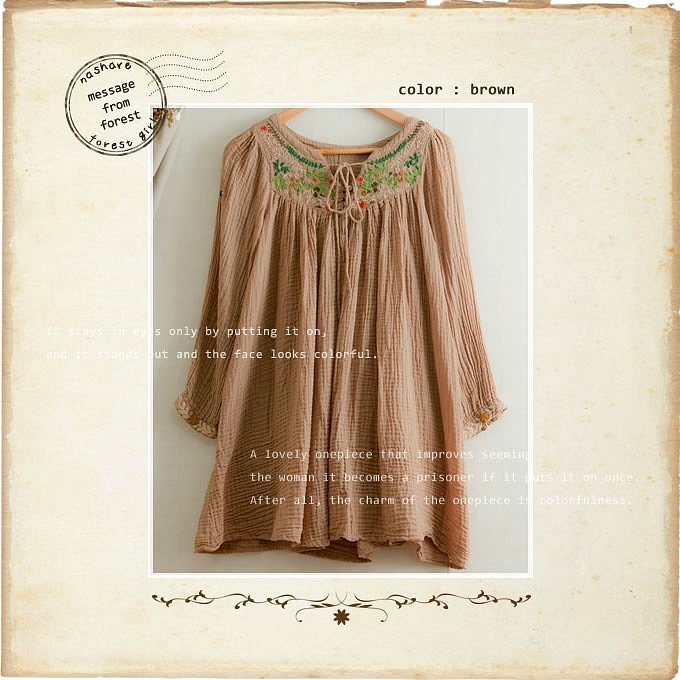 nashare
message
from
forest
forest girl
color : brown
It stays in eyes only by putting it on,
and it stands out and the face looks colorful.
A lovely onepiece that improves seeming
the woman it becomes a prisoner if it puts it on once.
After all, the charm of the onepiece is colorfulness.